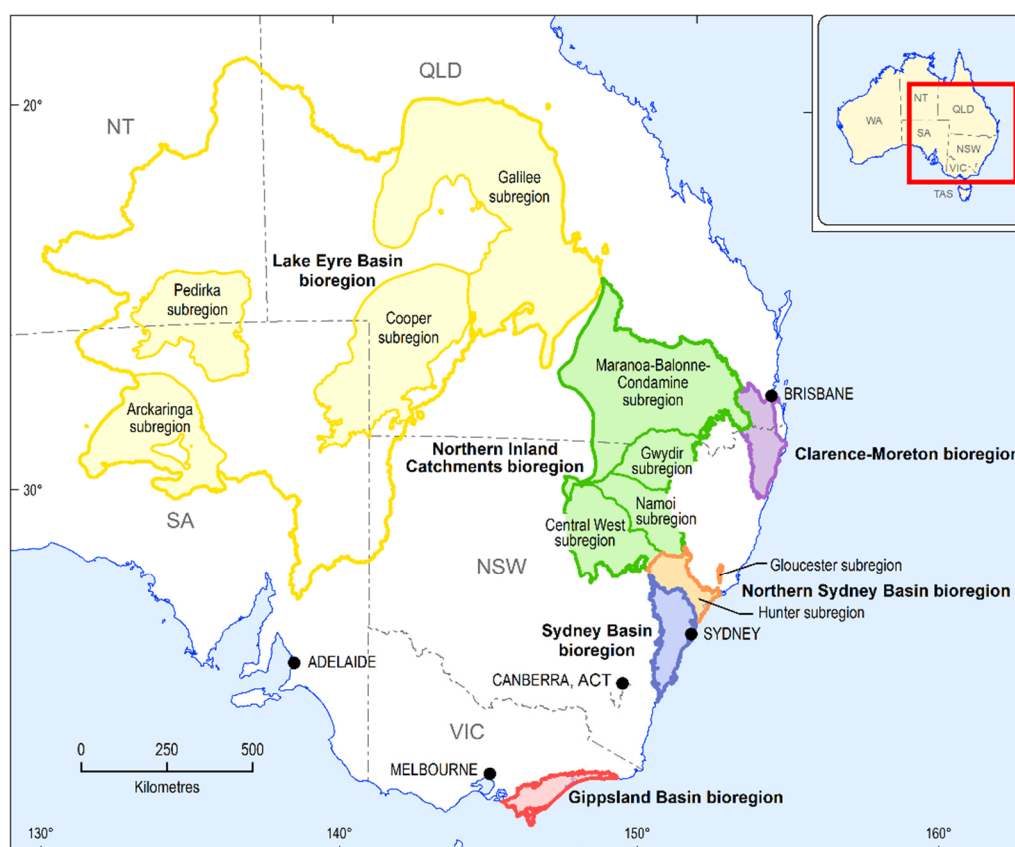 QLD
20°
NT
Galilee
subregion
Lake Eyre Basin
bioregion
Pedirka
subregion
Cooper
subregion
Maranoa-Balonne-
Condamine
subregion
BRISBANE
Arckaringa
subregion
Northern Inland
Catchments bioregion
Gwydir
subregion
Clarence-Moreton bioregion
30°
SA
Namoi
subregion
Central West
subregion
NSW
Gloucester subregion
Northern Sydney Basin bioregion
Hunter subregion
Sydney Basin
bioregion
SYDNEY
ADELAIDE
CANBERRA, ACT
VIC
0 250 500
Kilometres
MELBOURNE
Gippsland Basin bioregion
130° 140° 150° 160°
NT
QLD
WA
SA
NSW
VIC
TAS